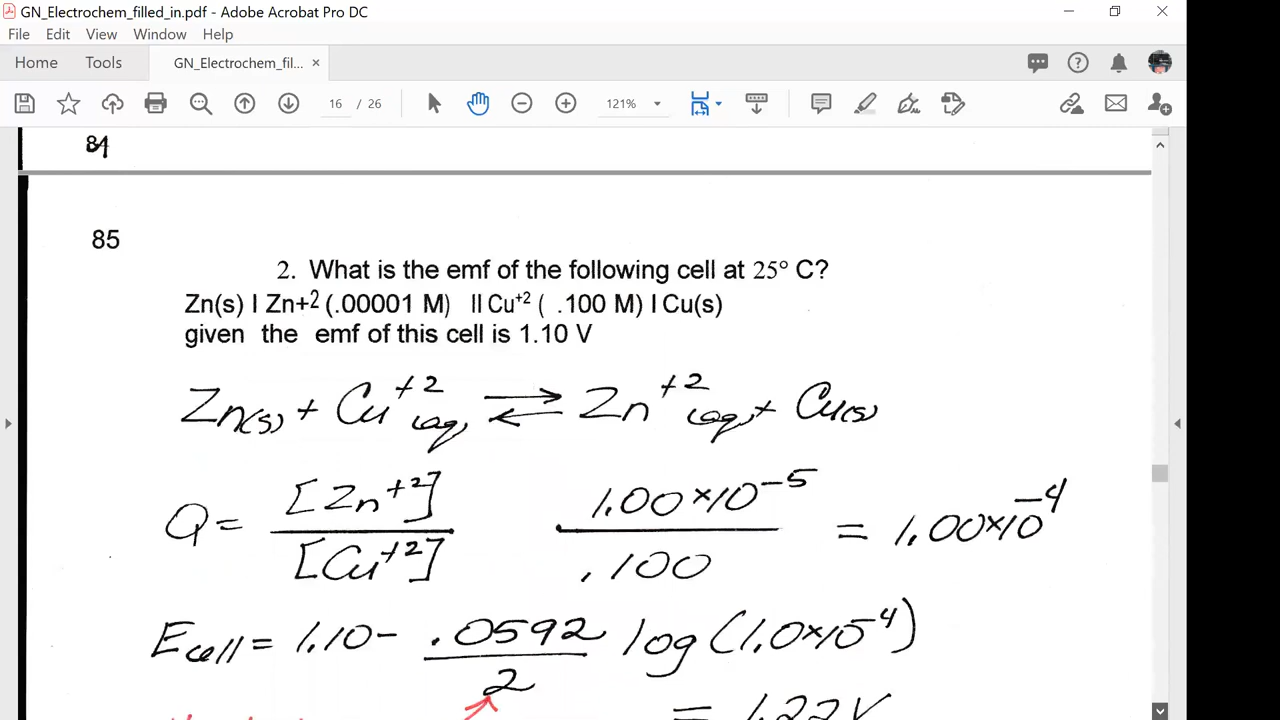 GN_Electrochem_filled_in.pdf - Adobe Acrobat Pro DC
File Edit View Window Help
Home Tools GN_Electrochem_fil... ×
16 / 26 121%
84
85
2. What is the emf of the following cell at 25° C?
Zn(s) I Zn+2 (.00001 M) II Cu+2 ( .100 M) I Cu(s)
given the emf of this cell is 1.10 V
Zn(s) + Cu+2(aq) ⇌ Zn+2(aq) + Cu(s)
Q = [Zn+2] / [Cu+2] 1.00×10-5 / .100 = 1.00×10-4
Ecell = 1.10 - .0592 / 2 log (1.0×10-4)
= 1.22 V